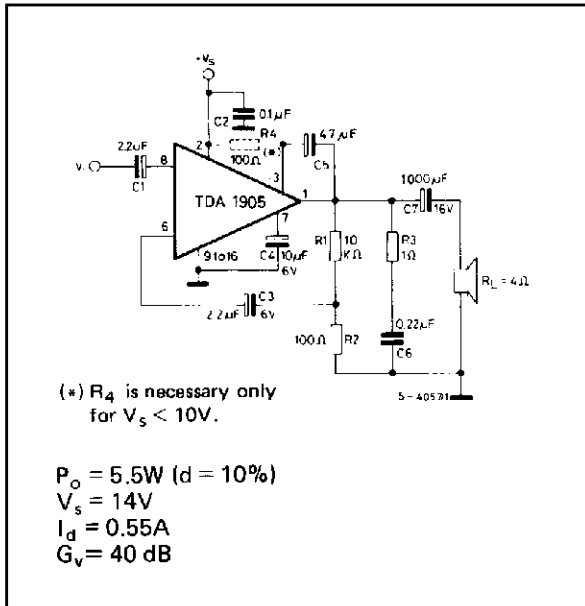 +Vs
C2
0.1µF
R4
2.2µF
2
100Ω
(*)
47µF
C5
Vi
C1
8
3
TDA 1905
1
1000µF
C7
16V
6
7
9 to 16
C4
10µF
6V
R1
10
KΩ
R3
1Ω
RL = 4Ω
C3
2.2µF
6V
100Ω
R2
0.22µF
C6
S-4057/1
(*) R4 is necessary only
for Vs < 10V.
Po = 5.5W (d = 10%)
Vs = 14V
Id = 0.55A
Gv = 40 dB